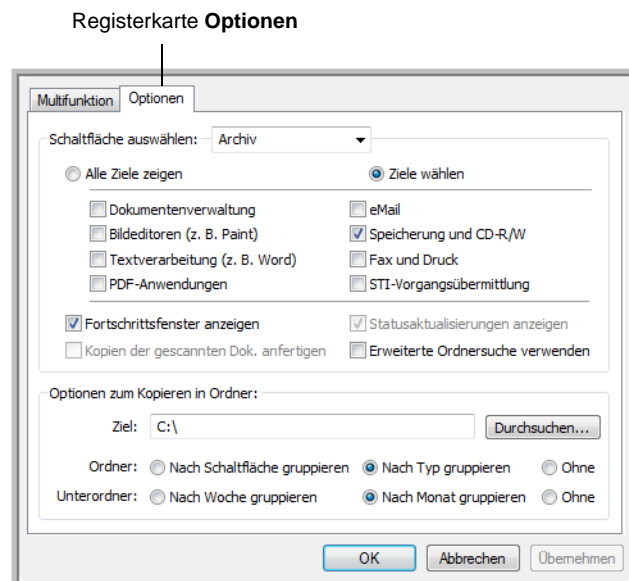 Registerkarte Optionen
Multifunktion Optionen
Schaltfläche auswählen: Archiv
Alle Ziele zeigen Ziele wählen
Dokumentenverwaltung eMail
Bildeditoren (z. B. Paint) Speicherung und CD-R/W
Textverarbeitung (z. B. Word) Fax und Druck
PDF-Anwendungen STI-Vorgangsübermittlung
Fortschrittsfenster anzeigen Statusaktualisierungen anzeigen
Kopien der gescannten Dok. anfertigen Erweiterte Ordnersuche verwenden
Optionen zum Kopieren in Ordner:
Ziel: C:\ Durchsuchen...
Ordner: Nach Schaltfläche gruppieren Nach Typ gruppieren Ohne
Unterordner: Nach Woche gruppieren Nach Monat gruppieren Ohne
OK Abbrechen Übernehmen